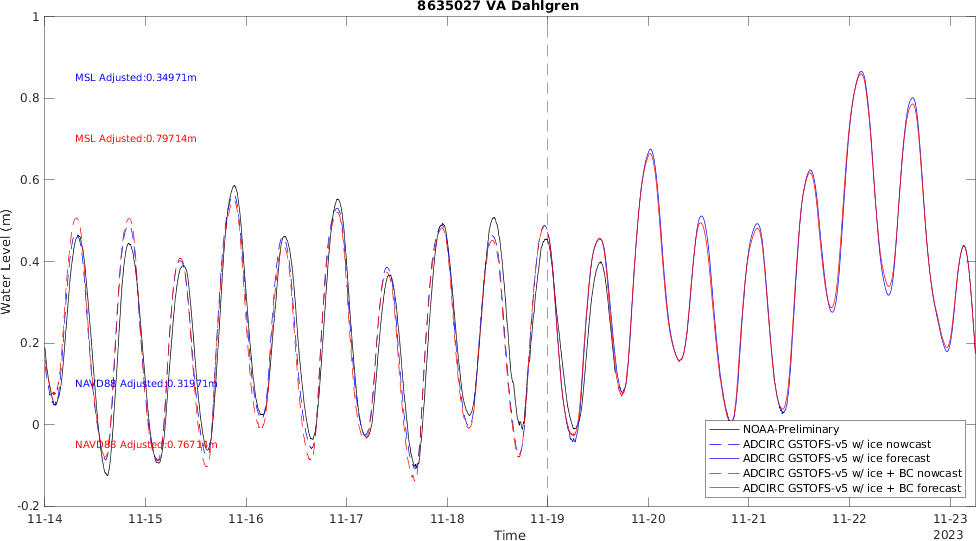 8635027 VA Dahlgren
1
0.8
0.6
0.4
0.2
0
-0.2
Water Level (m)
MSL Adjusted:0.34971m
MSL Adjusted:0.79714m
NAVD88 Adjusted:0.31971m
NAVD88 Adjusted:0.76714m
NOAA-Preliminary
ADCIRC GSTOFS-v5 w/ ice nowcast
ADCIRC GSTOFS-v5 w/ ice forecast
ADCIRC GSTOFS-v5 w/ ice + BC nowcast
ADCIRC GSTOFS-v5 w/ ice + BC forecast
11-14 11-15 11-16 11-17 11-18 11-19 11-20 11-21 11-22 11-23
Time 2023